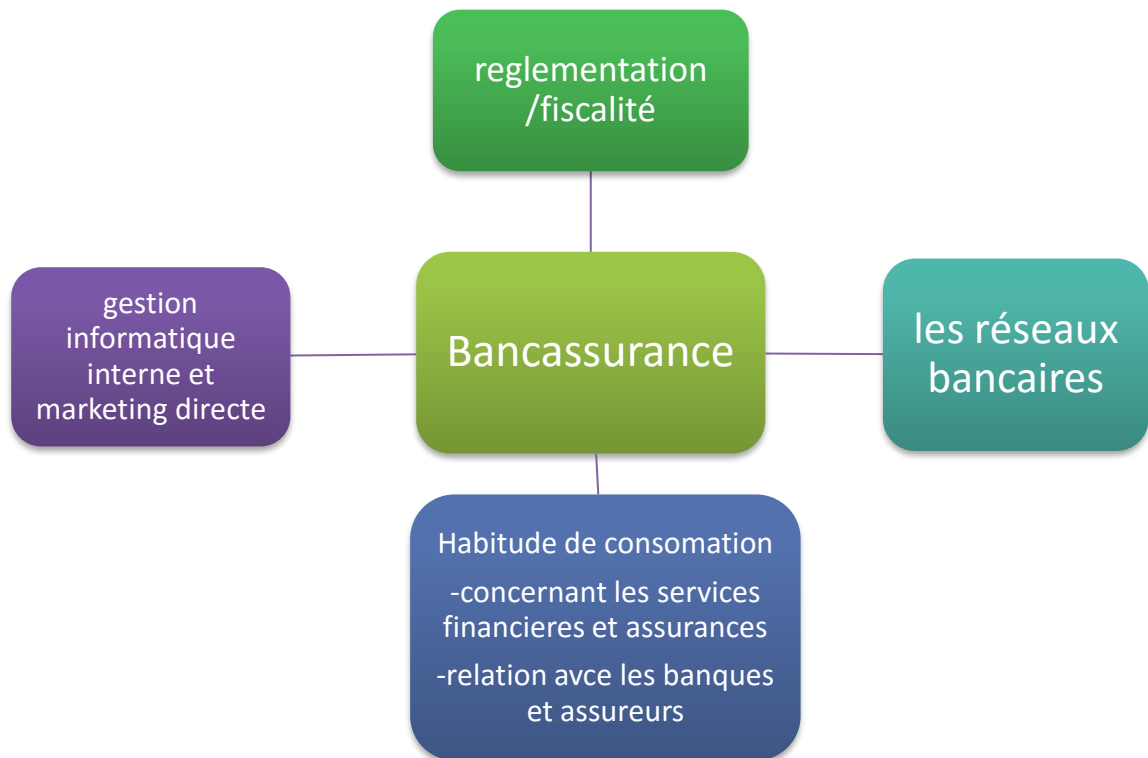 reglementation
/fiscalité
gestion
informatique
interne et
marketing directe
Bancassurance
les réseaux
bancaires
Habitude de consomation
-concernant les services
financieres et assurances
-relation avce les banques
et assureurs